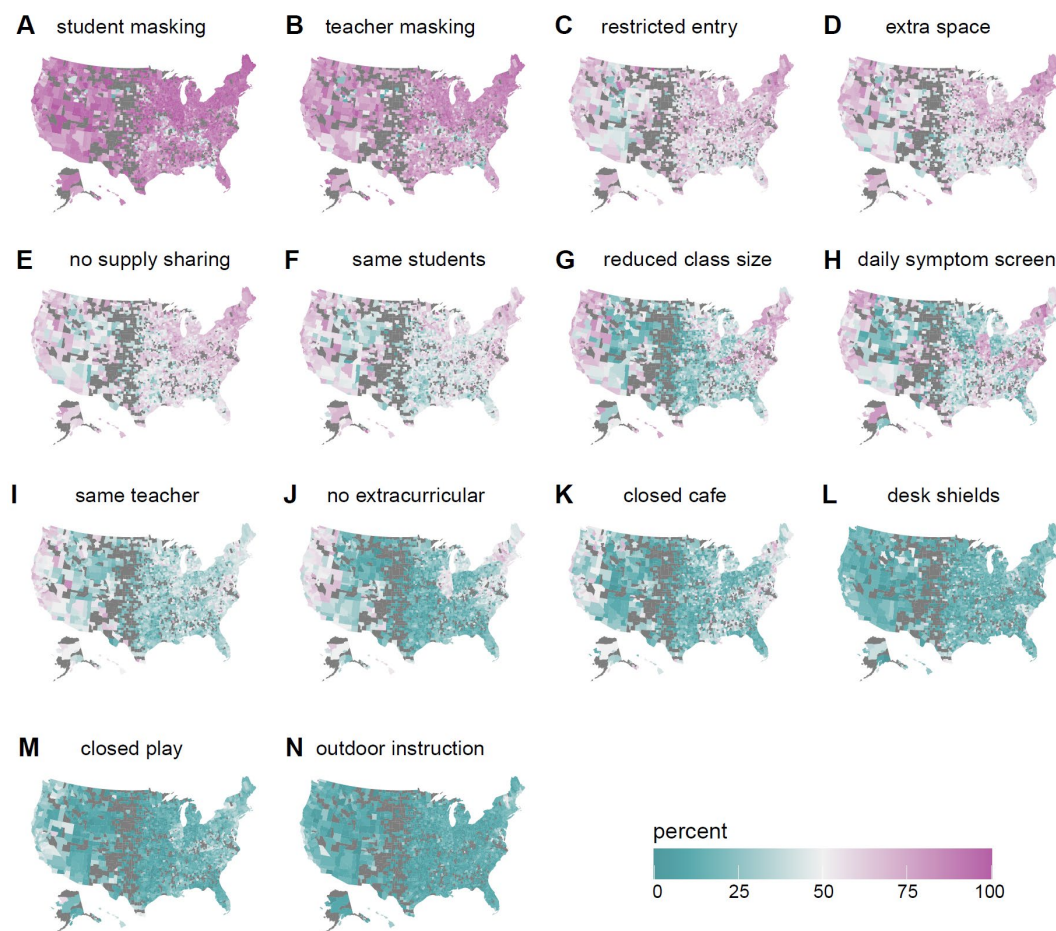 A student masking
B teacher masking
C restricted entry
D extra space
E no supply sharing
F same students
G reduced class size
H daily symptom screen
I same teacher
J no extracurricular
K closed cafe
L desk shields
M closed play
N outdoor instruction
percent
0 25 50 75 100